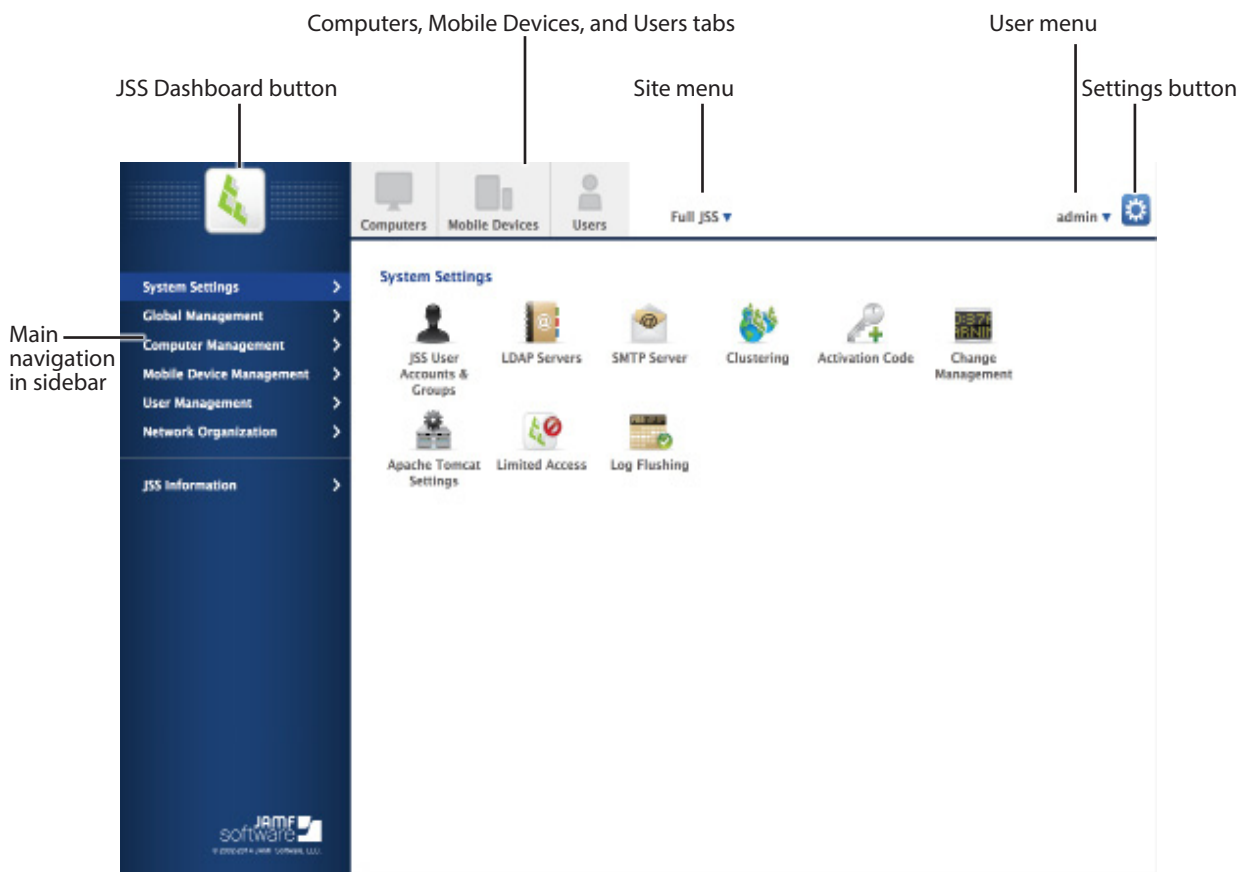 Computers, Mobile Devices, and Users tabs
User menu
JSS Dashboard button
Site menu
Settings button
Computers
Mobile Devices
Users
Full JSS
admin
System Settings
Global Management
Computer Management
Mobile Device Management
User Management
Network Organization
JSS Information
Main
navigation
in sidebar
System Settings
JSS User
Accounts &
Groups
LDAP Servers
SMTP Server
Clustering
Activation Code
Change
Management
Apache Tomcat
Settings
Limited Access
Log Flushing
JAMF
software